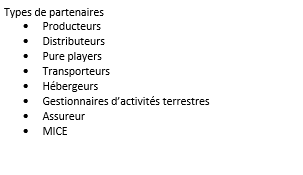 Types de partenaires
• Producteurs
• Distributeurs
• Pure players
• Transporteurs
• Hébergeurs
• Gestionnaires d’activités terrestres
• Assureur
• MICE